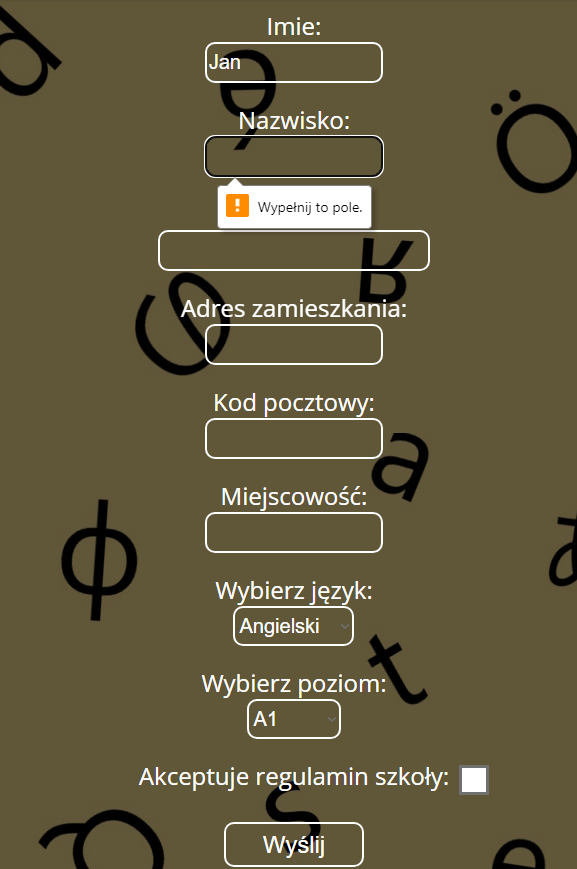 Imie:
Jan
Nazwisko:
Wypełnij to pole.
Adres zamieszkania:
Kod pocztowy:
Miejscowość:
Wybierz język:
Angielski
Wybierz poziom:
A1
Akceptuje regulamin szkoły:
Wyślij